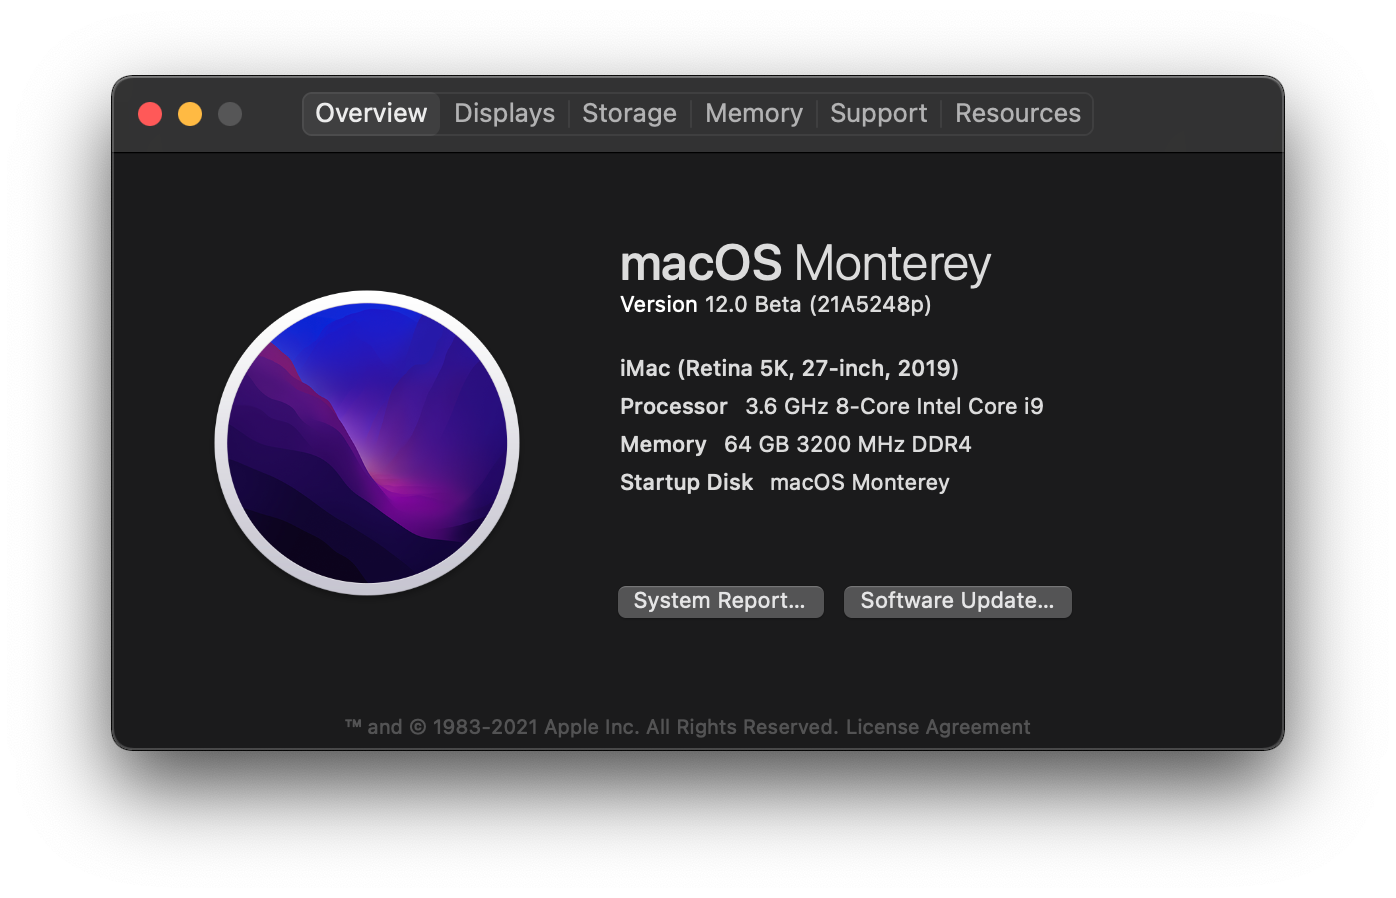 Overview Displays Storage Memory Support Resources
macOS Monterey
Version 12.0 Beta (21A5248p)
iMac (Retina 5K, 27-inch, 2019)
Processor 3.6 GHz 8-Core Intel Core i9
Memory 64 GB 3200 MHz DDR4
Startup Disk macOS Monterey
System Report... Software Update...
™ and © 1983-2021 Apple Inc. All Rights Reserved. License Agreement